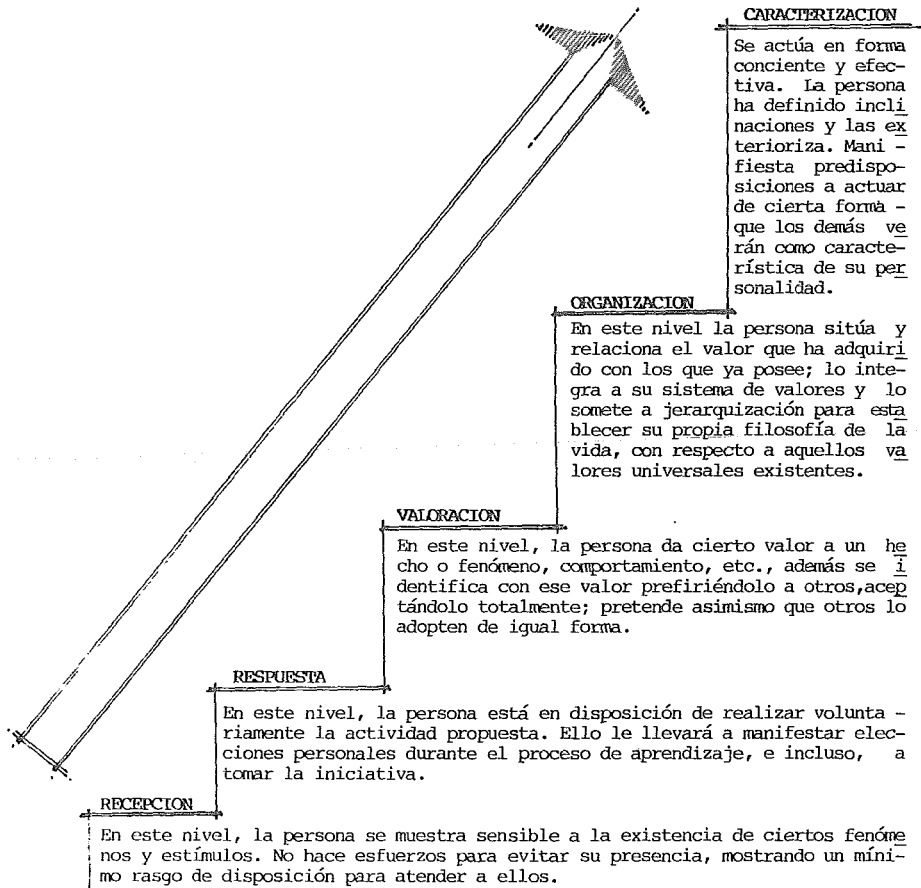 CARACTERIZACION
Se actúa en forma
conciente y efec-
tiva. La persona
ha definido incli
naciones y las ex
terioriza. Mani -
fiesta predispo-
siciones a actuar
de cierta forma -
que los demás ve
rán como caracte-
rística de su per
sonalidad.
ORGANIZACION
En este nivel la persona sitúa y
relaciona el valor que ha adquiri
do con los que ya posee; lo inte-
gra a su sistema de valores y lo
somete a jerarquización para esta
blecer su propia filosofía de la
vida, con respecto a aquellos va
lores universales existentes.
VALORACION
En este nivel, la persona da cierto valor a un he
cho o fenómeno, comportamiento, etc., además se i
dentifica con ese valor prefiriéndolo a otros,acep
tándolo totalmente; pretende asimismo que otros lo
adopten de igual forma.
RESPUESTA
En este nivel, la persona está en disposición de realizar volunta -
riamente la actividad propuesta. Ello le llevará a manifestar elec-
ciones personales durante el proceso de aprendizaje, e incluso, a
tomar la iniciativa.
RECEPCION
En este nivel, la persona se muestra sensible a la existencia de ciertos fenóme
nos y estímulos. No hace esfuerzos para evitar su presencia, mostrando un míni-
mo rasgo de disposición para atender a ellos.